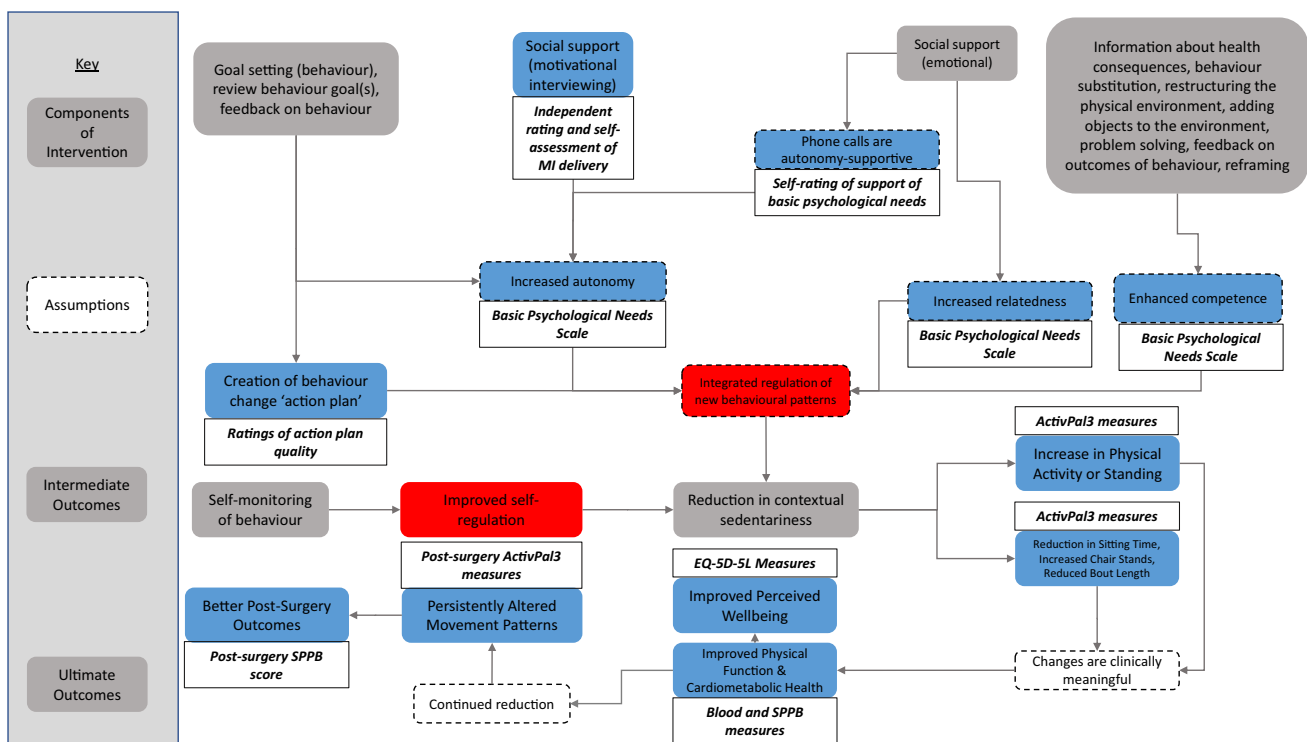 Key
Components
of
Intervention
Assumptions
Intermediate
Outcomes
Ultimate
Outcomes
Goal setting (behaviour),
review behaviour goal(s),
feedback on behaviour
Social support
(motivational
interviewing)
Independent
rating and self-
assessment of
MI delivery
Social support
(emotional)
Information about health
consequences, behaviour
substitution, restructuring the
physical environment, adding
objects to the environment,
problem solving, feedback on
outcomes of behaviour, reframing
Phone calls are
autonomy-supportive
Self-rating of support of
basic psychological needs
Increased autonomy
Basic Psychological Needs
Scale
Increased relatedness
Basic Psychological Needs
Scale
Enhanced competence
Basic Psychological
Needs Scale
Creation of behaviour
change ‘action plan’
Ratings of action plan
quality
Integrated regulation of
new behavioural patterns
ActivPal3 measures
Increase in Physical
Activity or Standing
Self-monitoring
of behaviour
Improved self-
regulation
Reduction in contextual
sedentariness
ActivPal3 measures
Reduction in Sitting Time,
Increased Chair Stands,
Reduced Bout Length
Post-surgery ActivPal3
measures
Persistently Altered
Movement Patterns
Better Post-Surgery
Outcomes
Post-surgery SPPB
score
EQ-5D-5L Measures
Improved Perceived
Wellbeing
Improved Physical
Function &
Cardiometabolic Health
Blood and SPPB
measures
Continued reduction
Changes are clinically
meaningful